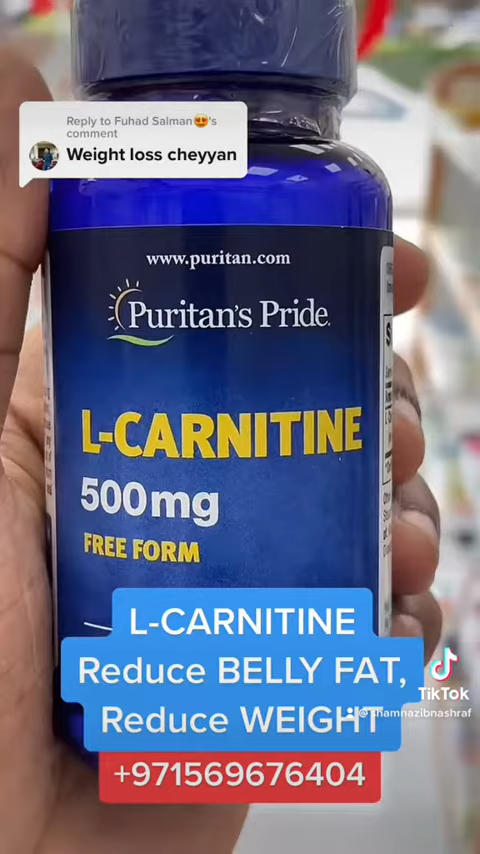 Reply to Fuhad Salman😍's
comment
Weight loss cheyyan
www.puritan.com
Puritan's Pride
L-CARNITINE
500mg
FREE FORM
L-CARNITINE
Reduce BELLY FAT,
Reduce WEIGHT
+971569676404
TikTok